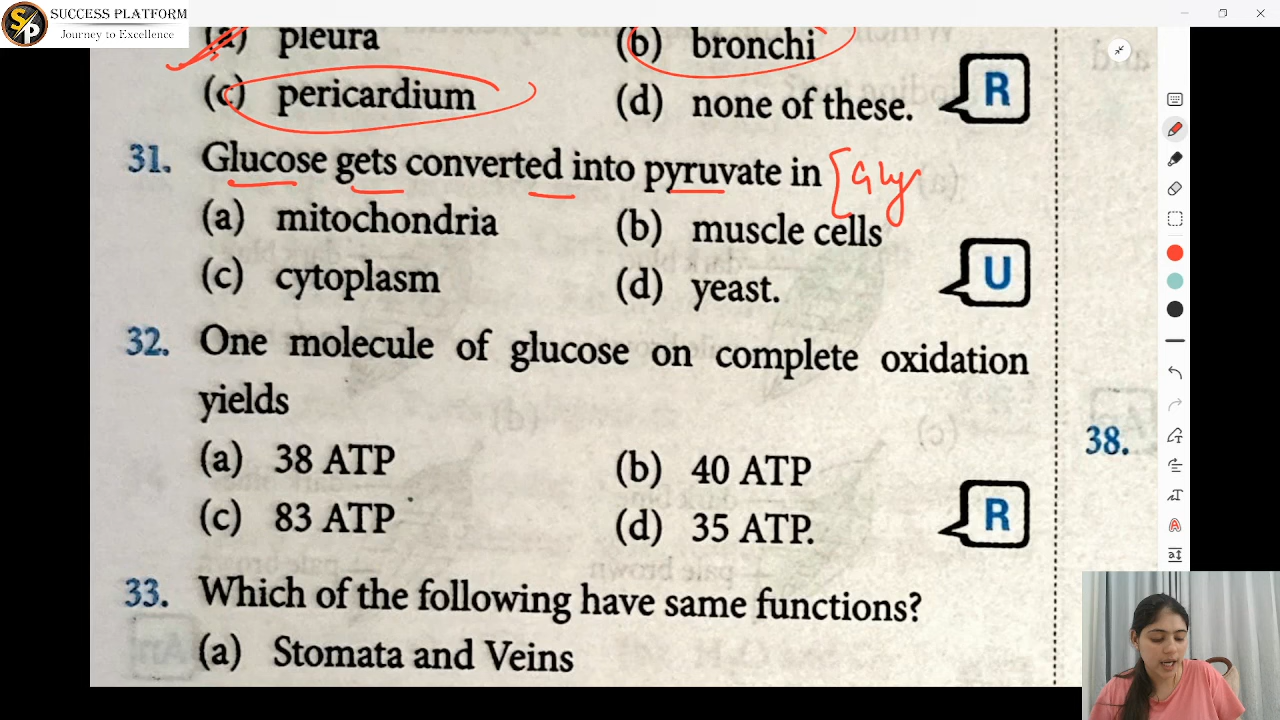 SUCCESS PLATFORM
Journey to Excellence
(a) pleura (b) bronchi
(c) pericardium (d) none of these.
R
31. Glucose gets converted into pyruvate in [Gly
(a) mitochondria (b) muscle cells
(c) cytoplasm (d) yeast.
U
32. One molecule of glucose on complete oxidation
yields
(a) 38 ATP (b) 40 ATP
(c) 83 ATP (d) 35 ATP.
R
33. Which of the following have same functions?
(a) Stomata and Veins
38.